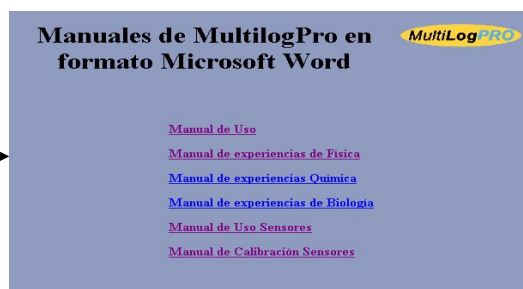 Manuales de MultilogPro en
formato Microsoft Word
MultiLogPRO
Manual de Uso
Manual de experiencias de Física
Manual de experiencias Química
Manual de experiencias de Biología
Manual de Uso Sensores
Manual de Calibración Sensores